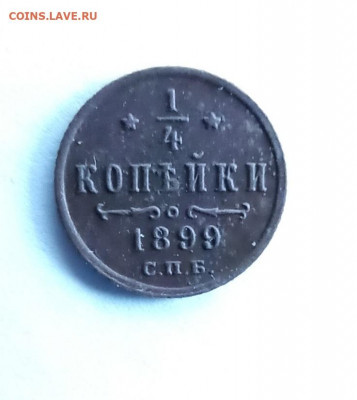 COINS.LAVE.RU
1/4
КОПѢЙКИ
1899
С.П.Б.